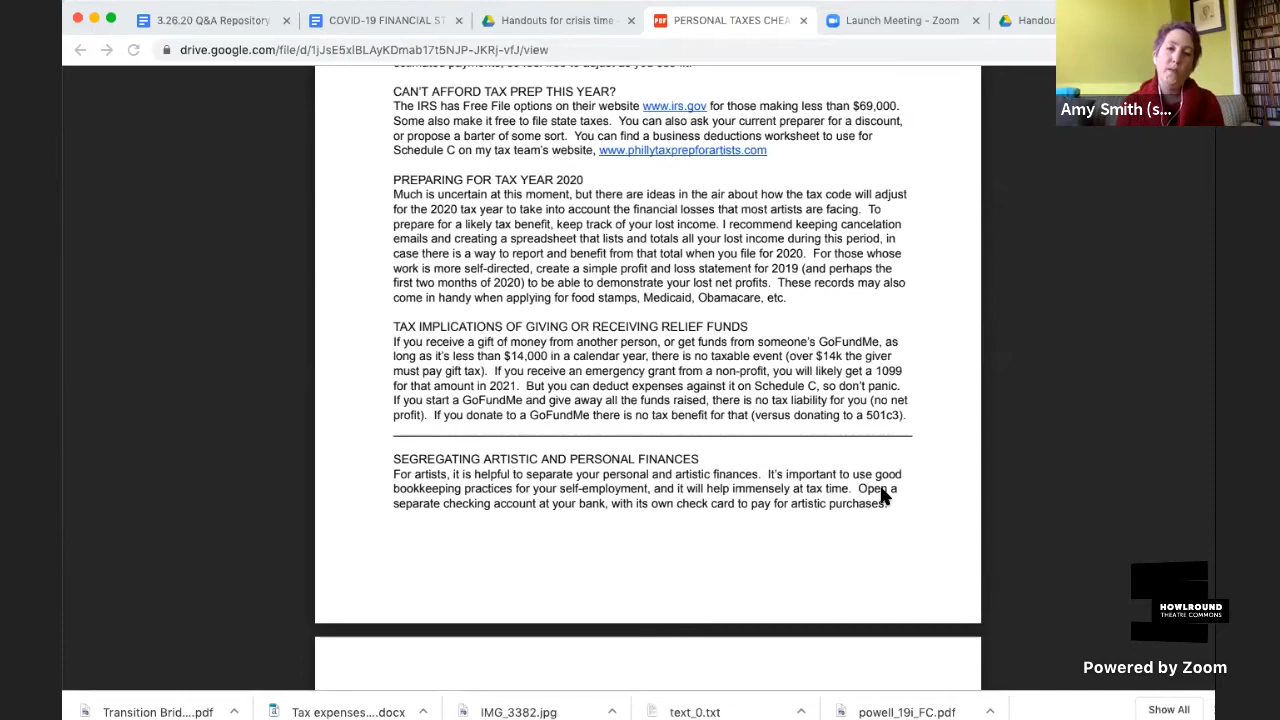 3.26.20 Q&A Repository
COVID-19 FINANCIAL ST
Handouts for crisis time -
PERSONAL TAXES CHEA
Launch Meeting - Zoom
Handout
drive.google.com/file/d/1jJsE5xlBLAyKDmab17t5NJP-JKRj-vfJ/view
Amy Smith (s...
CAN'T AFFORD TAX PREP THIS YEAR?
The IRS has Free File options on their website www.irs.gov for those making less than $69,000.
Some also make it free to file state taxes.  You can also ask your current preparer for a discount,
or propose a barter of some sort.  You can find a business deductions worksheet to use for
Schedule C on my tax team's website, www.phillytaxprepforartists.com
PREPARING FOR TAX YEAR 2020
Much is uncertain at this moment, but there are ideas in the air about how the tax code will adjust
for the 2020 tax year to take into account the financial losses that most artists are facing.  To
prepare for a likely tax benefit, keep track of your lost income. I recommend keeping cancelation
emails and creating a spreadsheet that lists and totals all your lost income during this period, in
case there is a way to report and benefit from that total when you file for 2020.  For those whose
work is more self-directed, create a simple profit and loss statement for 2019 (and perhaps the
first two months of 2020) to be able to demonstrate your lost net profits.  These records may also
come in handy when applying for food stamps, Medicaid, Obamacare, etc.
TAX IMPLICATIONS OF GIVING OR RECEIVING RELIEF FUNDS
If you receive a gift of money from another person, or get funds from someone's GoFundMe, as
long as it's less than $14,000 in a calendar year, there is no taxable event (over $14k the giver
must pay gift tax).  If you receive an emergency grant from a non-profit, you will likely get a 1099
for that amount in 2021.  But you can deduct expenses against it on Schedule C, so don't panic.
If you start a GoFundMe and give away all the funds raised, there is no tax liability for you (no net
profit).  If you donate to a GoFundMe there is no tax benefit for that (versus donating to a 501c3).
SEGREGATING ARTISTIC AND PERSONAL FINANCES
For artists, it is helpful to separate your personal and artistic finances.  It's important to use good
bookkeeping practices for your self-employment, and it will help immensely at tax time.  Open a
separate checking account at your bank, with its own check card to pay for artistic purchases.
HOWLROUND
THEATRE COMMONS
Powered by Zoom
Transition Brid....pdf
Tax expenses....docx
IMG_3382.jpg
text_0.txt
powell_19i_FC.pdf
Show All